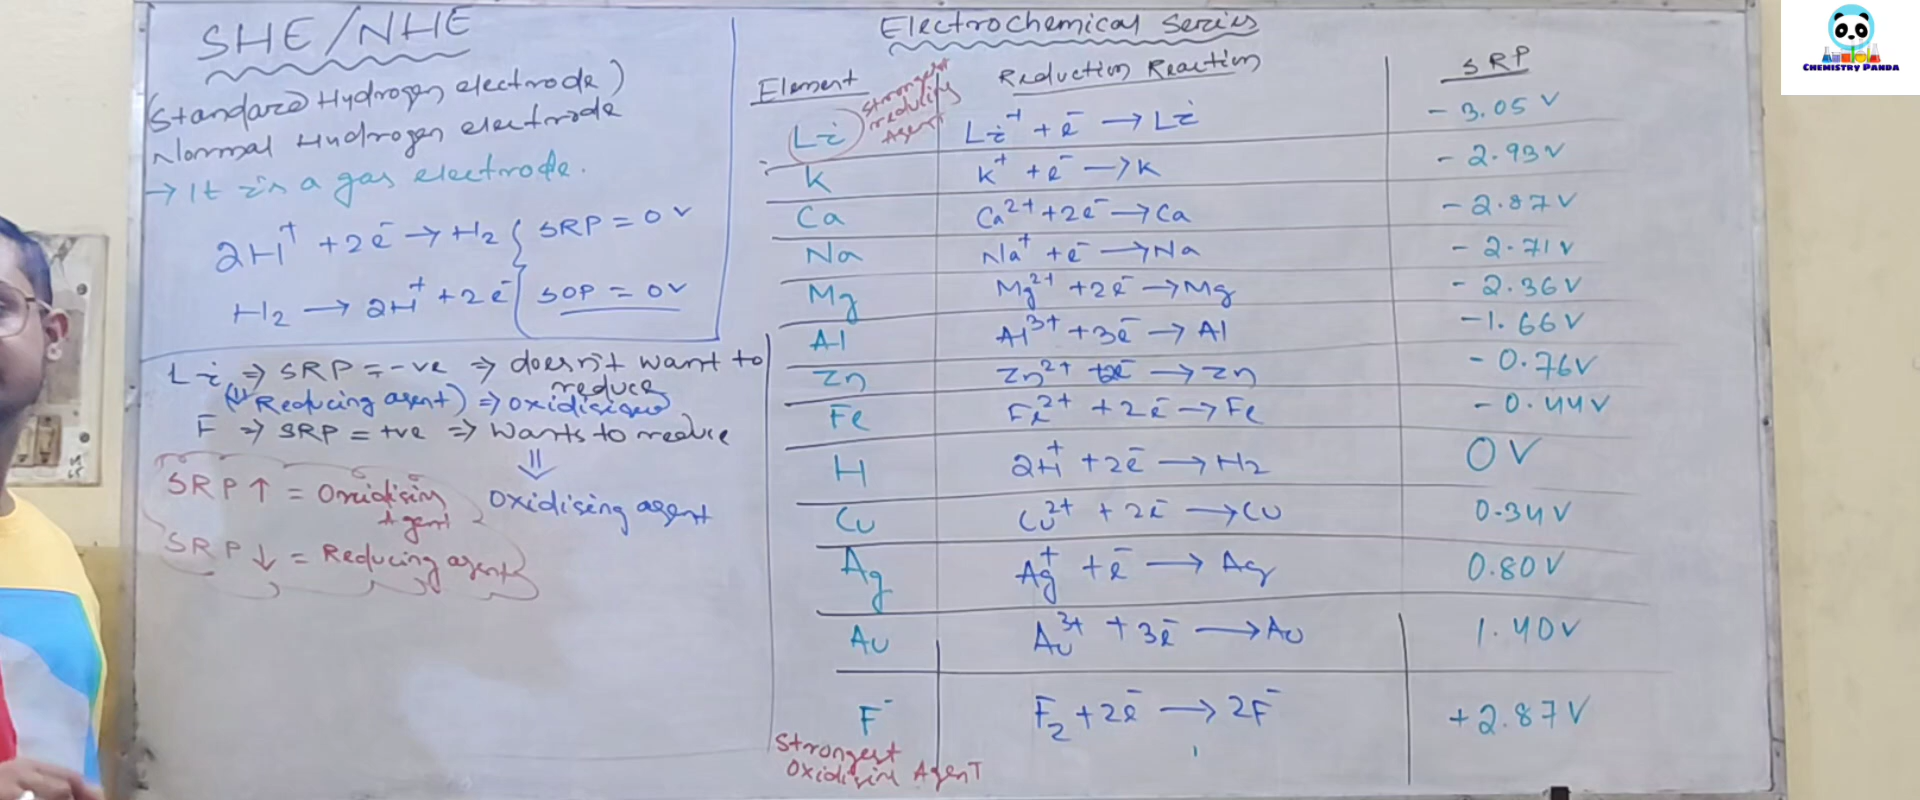 SHE/NHE
(Standard Hydrogen electrode)
Normal Hydrogen electrode
→ It is a gas electrode.
2H⁺ + 2e⁻ → H₂ { SRP = 0 V
H₂ → 2H⁺ + 2e⁻ { SOP = 0V
Li ⇒ SRP = -ve ⇒ doesn't want to
reduce
(Reducing agent) ⇒ oxidisique
F ⇒ SRP = +ve ⇒ Wants to reduce
⇓
SRP↑ = Oxidising
Agent
Oxidising agent
SRP↓ = Reducing agent
Electrochemical Series
Element Reduction Reaction SRP
Li Strongest
reducing
Agent
Li⁺ + e⁻ → Li - 3.05 V
K K⁺ + e⁻ → K - 2.93V
Ca Ca²⁺ + 2e⁻ → Ca - 2.87V
Na Na⁺ + e⁻ → Na - 2.71V
Mg Mg²⁺ + 2e⁻ → Mg - 2.36V
Al Al³⁺ + 3e⁻ → Al -1.66V
Zn Zn²⁺ + 2e⁻ → Zn - 0.76V
Fe Fe²⁺ + 2e⁻ → Fe - 0.44V
H 2H⁺ + 2e⁻ → H₂ 0V
Cu Cu²⁺ + 2e⁻ → Cu 0.34V
Ag Ag⁺ + e⁻ → Ag 0.80V
Au Au³⁺ + 3e⁻ → Au 1.40V
F⁻ F₂ + 2e⁻ → 2F⁻ +2.87V
Strongest
Oxidising Agent
Chemistry Panda